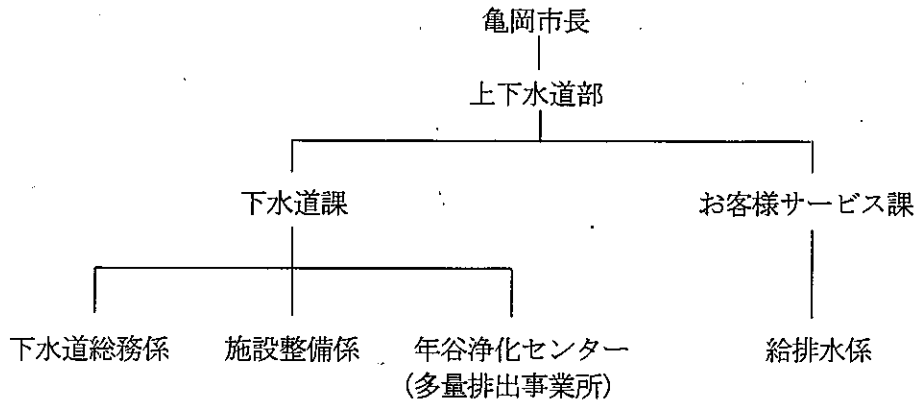 亀岡市長
上下水道部
下水道課
お客様サービス課
下水道総務係
施設整備係
年谷浄化センター
(多量排出事業所)
給排水係